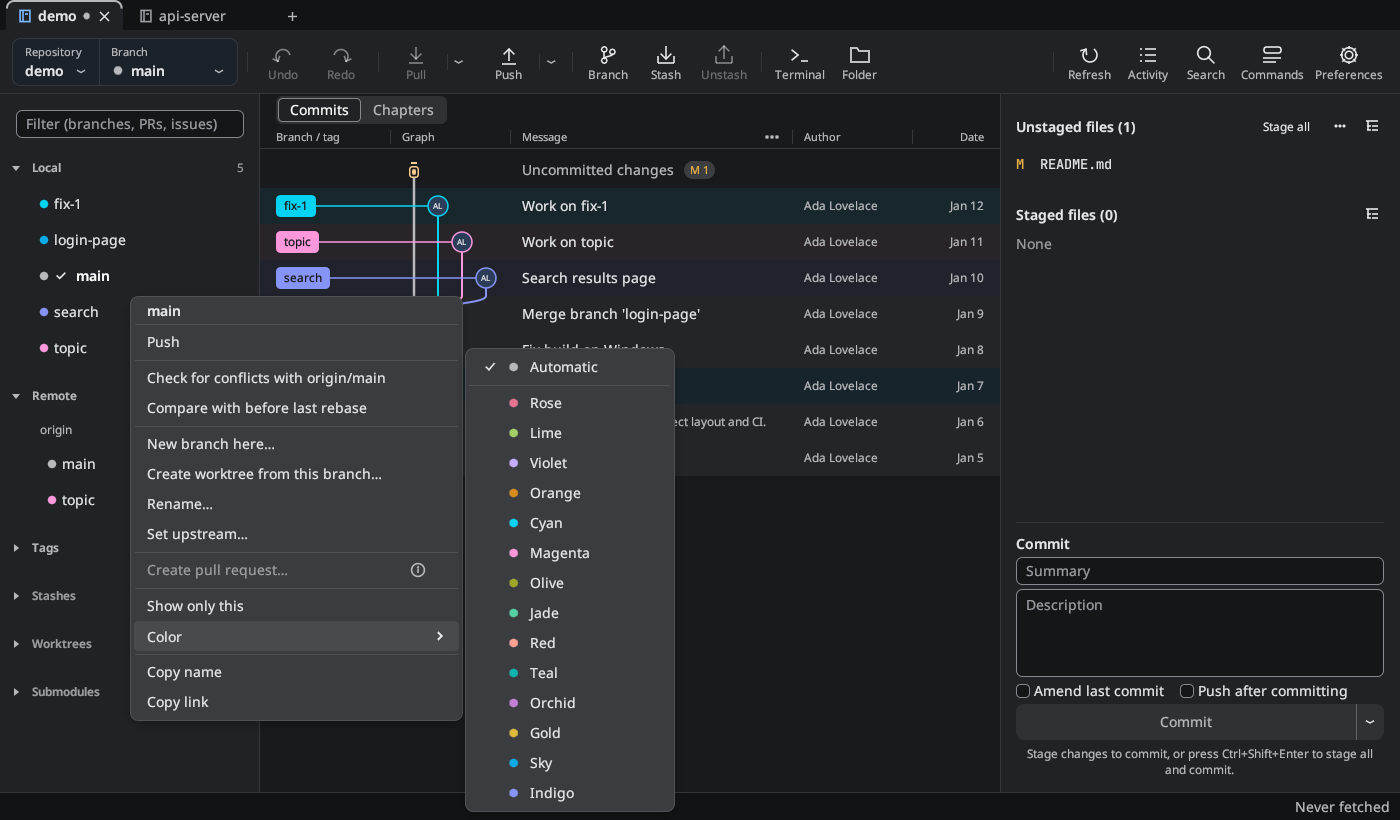 demo
api-server
Repository
demo
Branch
main
Undo
Redo
Pull
Push
Branch
Stash
Unstash
Terminal
Folder
Refresh
Activity
Search
Commands
Preferences
Filter (branches, PRs, issues)
Local 5
fix-1
login-page
main
search
topic
Remote
origin
main
topic
Tags
Stashes
Worktrees
Submodules
Commits
Chapters
Branch / tag
Graph
Message
Author
Date
Uncommitted changes M 1
fix-1 AL Work on fix-1 Ada Lovelace Jan 12
topic AL Work on topic Ada Lovelace Jan 11
search AL Search results page Ada Lovelace Jan 10
Merge branch 'login-page' Ada Lovelace Jan 9
Ada Lovelace Jan 8
Ada Lovelace Jan 7
layout and CI. Ada Lovelace Jan 6
Ada Lovelace Jan 5
main
Push
Check for conflicts with origin/main
Compare with before last rebase
New branch here...
Create worktree from this branch...
Rename...
Set upstream...
Create pull request...
Show only this
Color
Copy name
Copy link
Automatic
Rose
Lime
Violet
Orange
Cyan
Magenta
Olive
Jade
Red
Teal
Orchid
Gold
Sky
Indigo
Unstaged files (1)
Stage all
M README.md
Staged files (0)
None
Commit
Summary
Description
Amend last commit
Push after committing
Commit
Stage changes to commit, or press Ctrl+Shift+Enter to stage all
and commit.
Never fetched